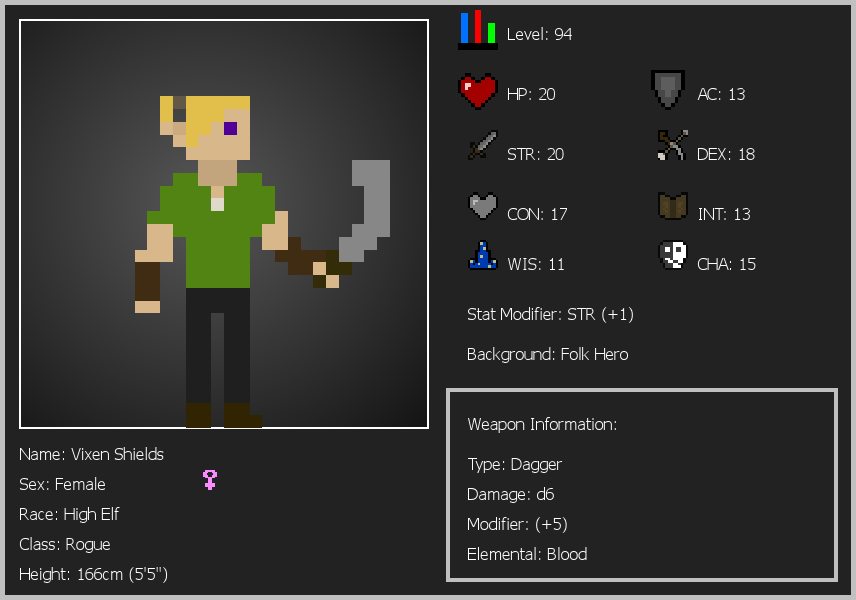 Level: 94
HP: 20
AC: 13
STR: 20
DEX: 18
CON: 17
INT: 13
WIS: 11
CHA: 15
Stat Modifier: STR (+1)
Background: Folk Hero
Weapon Information:
Type: Dagger
Damage: d6
Modifier: (+5)
Elemental: Blood
Name: Vixen Shields
Sex: Female
Race: High Elf
Class: Rogue
Height: 166cm (5'5")